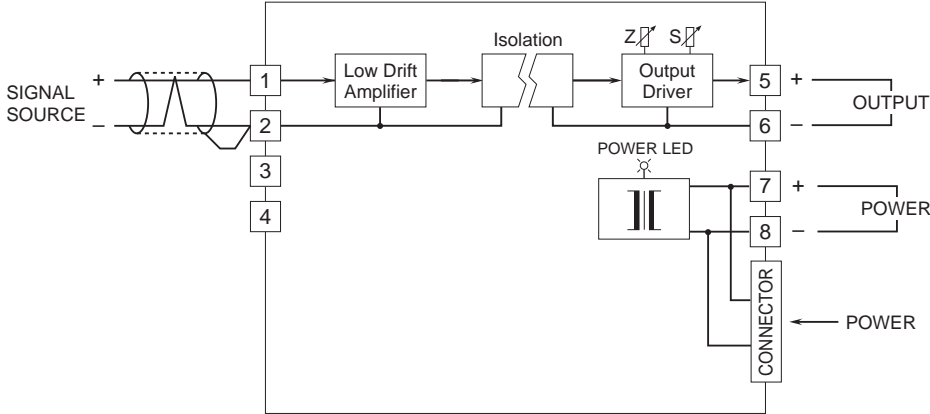 Isolation
Z S
+ 1 Low Drift Amplifier Output Driver 5 +
SIGNAL SOURCE
OUTPUT
– 2 6 –
POWER LED
3 7 +
POWER
4 8 –
CONNECTOR
POWER